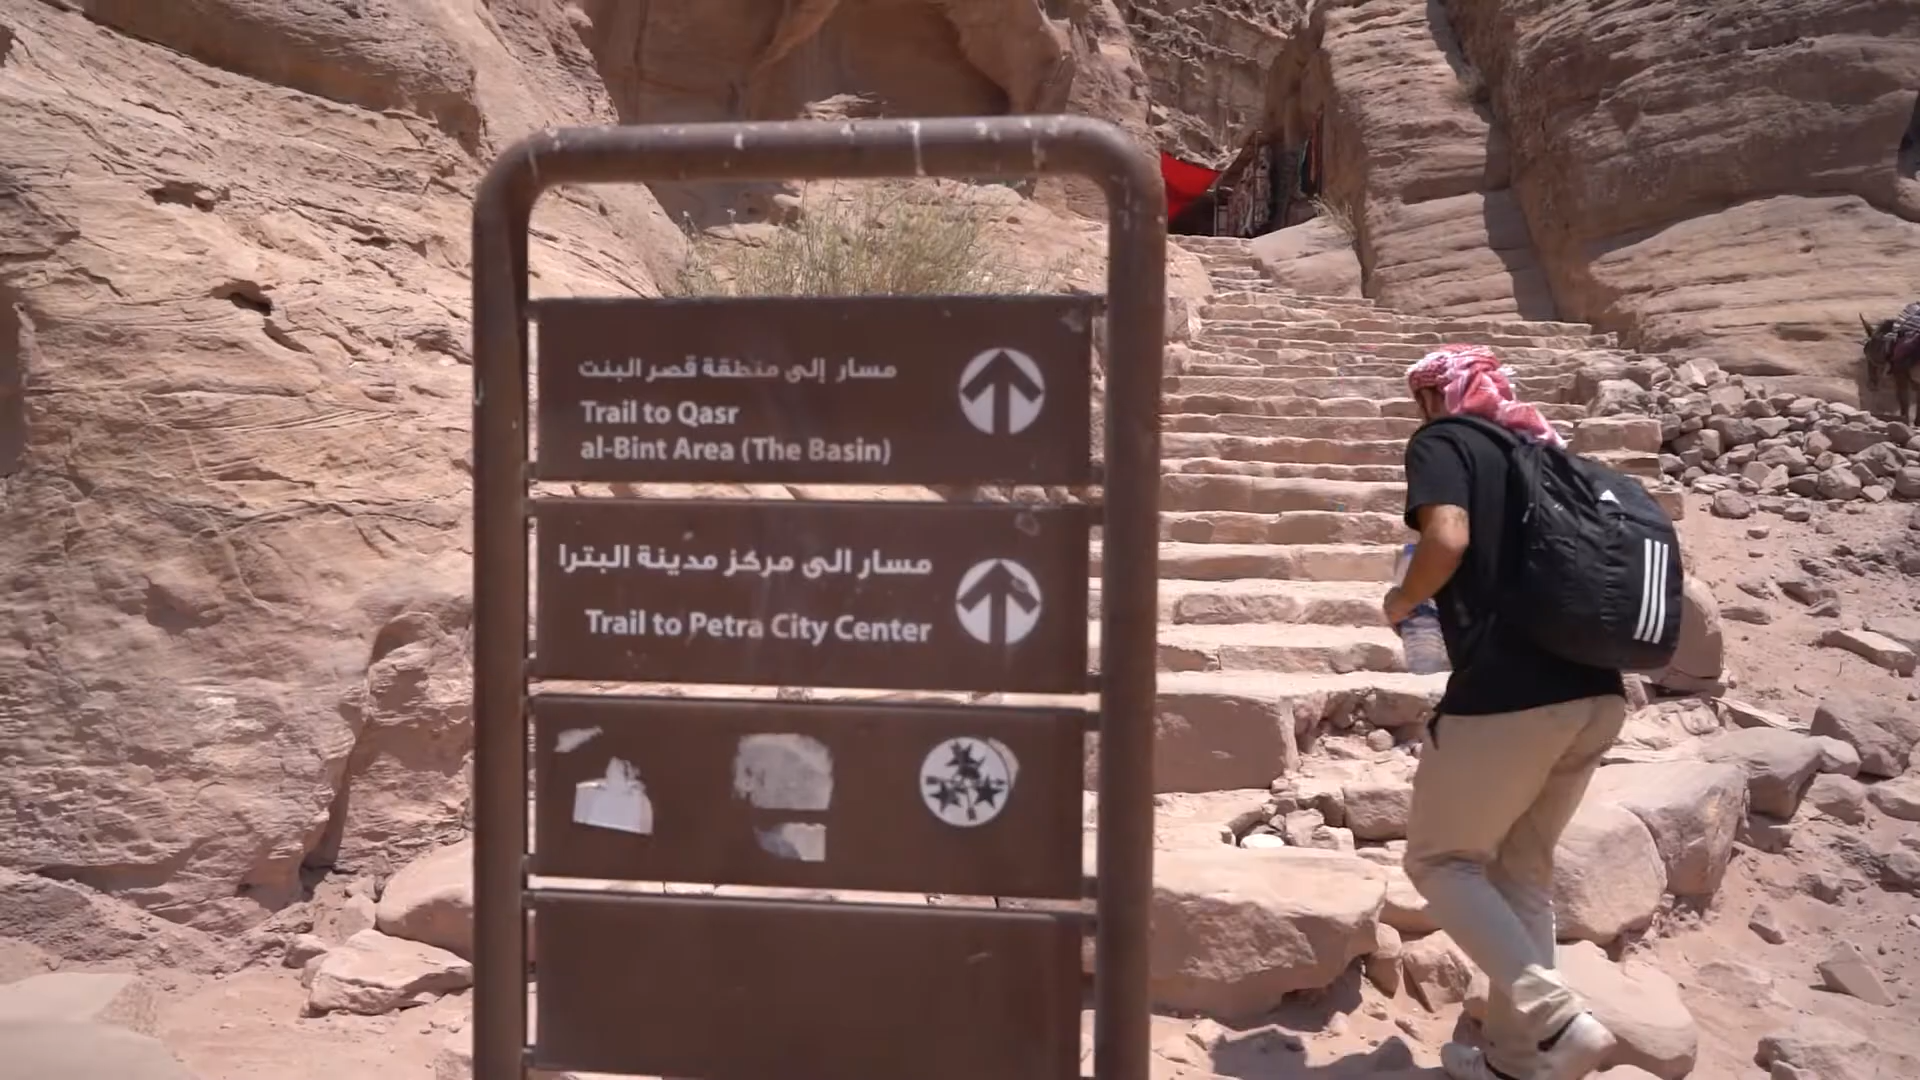 مسار إلى منطقة قصر البنت
Trail to Qasr
al-Bint Area (The Basin)
مسار الى مركز مدينة البترا
Trail to Petra City Center